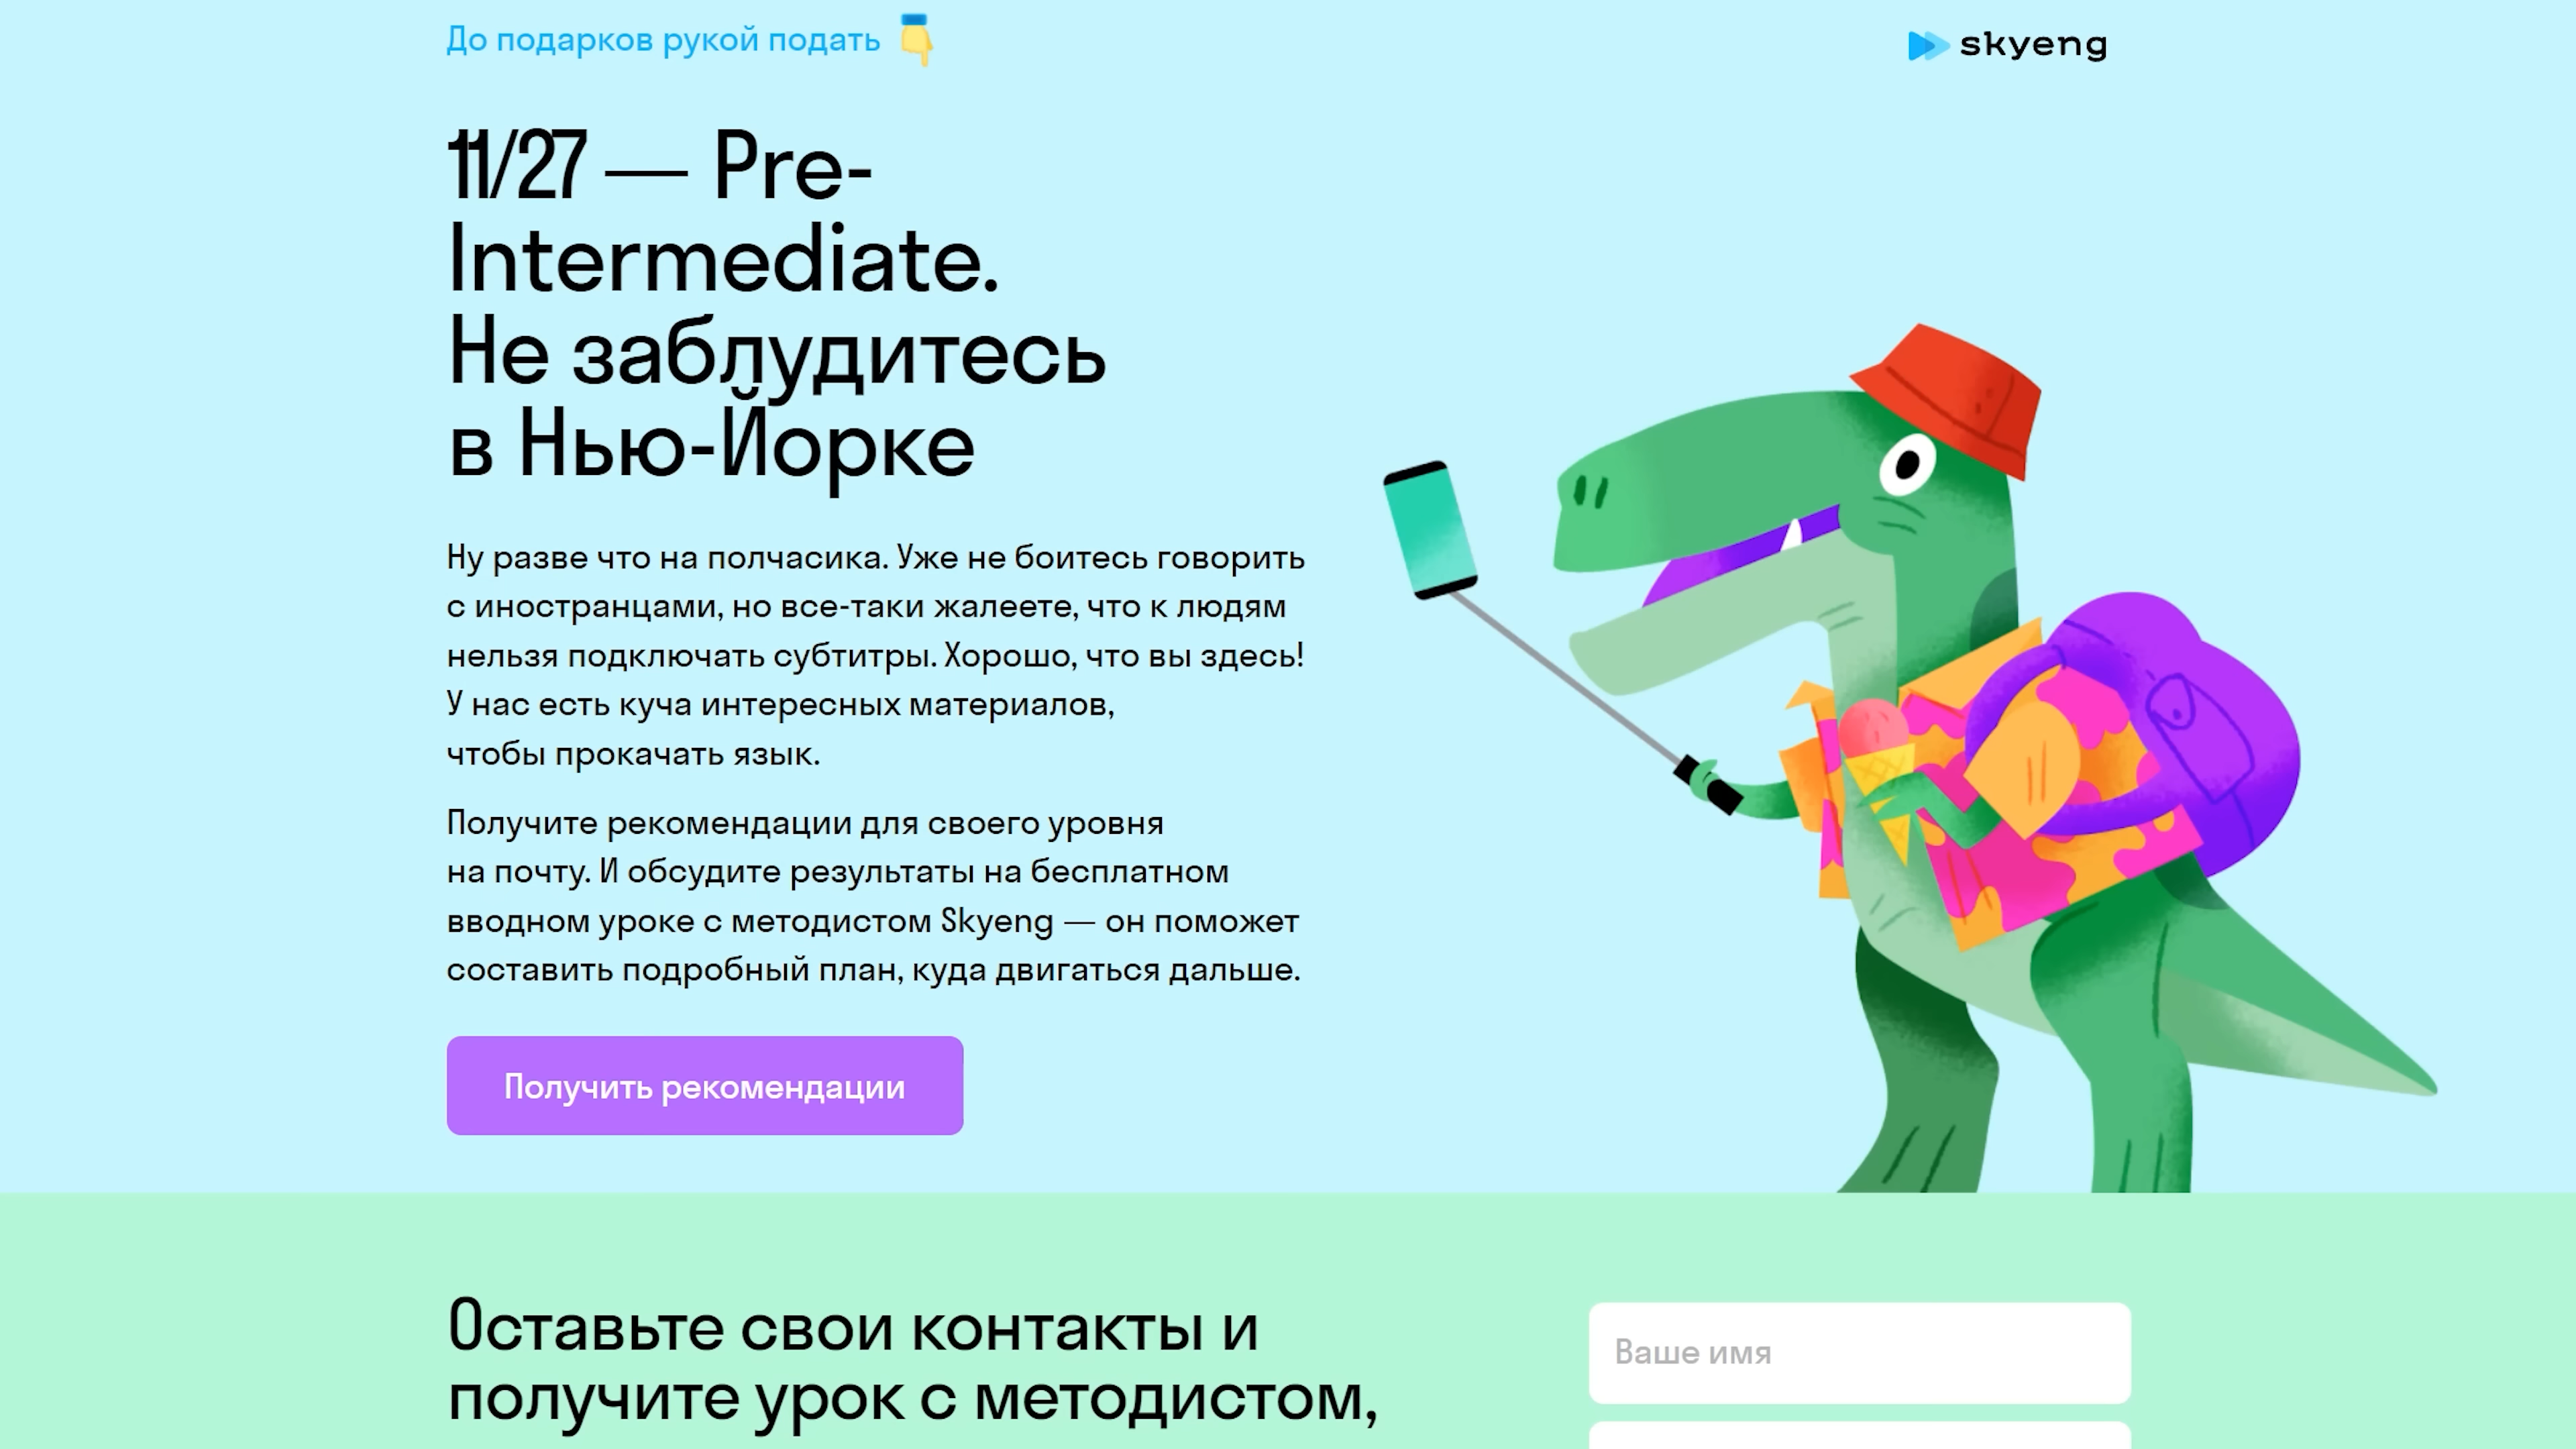 До подарков рукой подать
skyeng
11/27 — Pre-
Intermediate.
Не заблудитесь
в Нью-Йорке
Ну разве что на полчасика. Уже не боитесь говорить
с иностранцами, но все-таки жалеете, что к людям
нельзя подключать субтитры. Хорошо, что вы здесь!
У нас есть куча интересных материалов,
чтобы прокачать язык.
Получите рекомендации для своего уровня
на почту. И обсудите результаты на бесплатном
вводном уроке с методистом Skyeng — он поможет
составить подробный план, куда двигаться дальше.
Получить рекомендации
Оставьте свои контакты и
получите урок с методистом,
Ваше имя